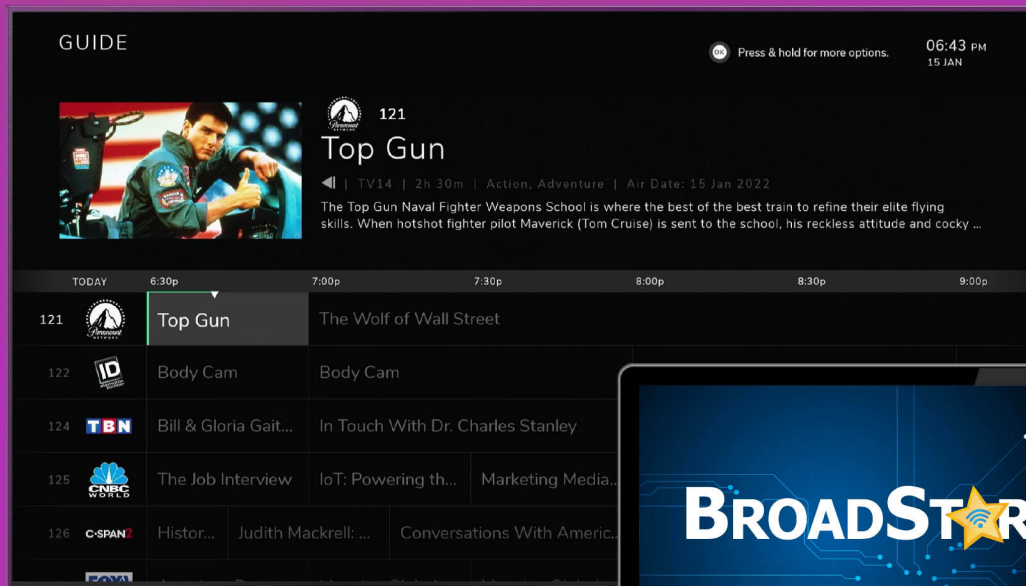 GUIDE
OK Press & hold for more options.
06:43 PM
15 JAN
Paramount
NETWORK
121
Top Gun
| TV14 | 2h 30m | Action, Adventure | Air Date: 15 Jan 2022
The Top Gun Naval Fighter Weapons School is where the best of the best train to refine their elite flying
skills. When hotshot fighter pilot Maverick (Tom Cruise) is sent to the school, his reckless attitude and cocky ...
TODAY 6:30p 7:00p 7:30p 8:00p 8:30p 9:00p
121 Paramount NETWORK Top Gun The Wolf of Wall Street
122 ID Body Cam Body Cam
124 TBN Bill & Gloria Gait... In Touch With Dr. Charles Stanley
125 CNBC WORLD The Job Interview IoT: Powering th... Marketing Media..
126 C-SPAN2 Histor... Judith Mackrell: ... Conversations With Americ..
BROADSTAR